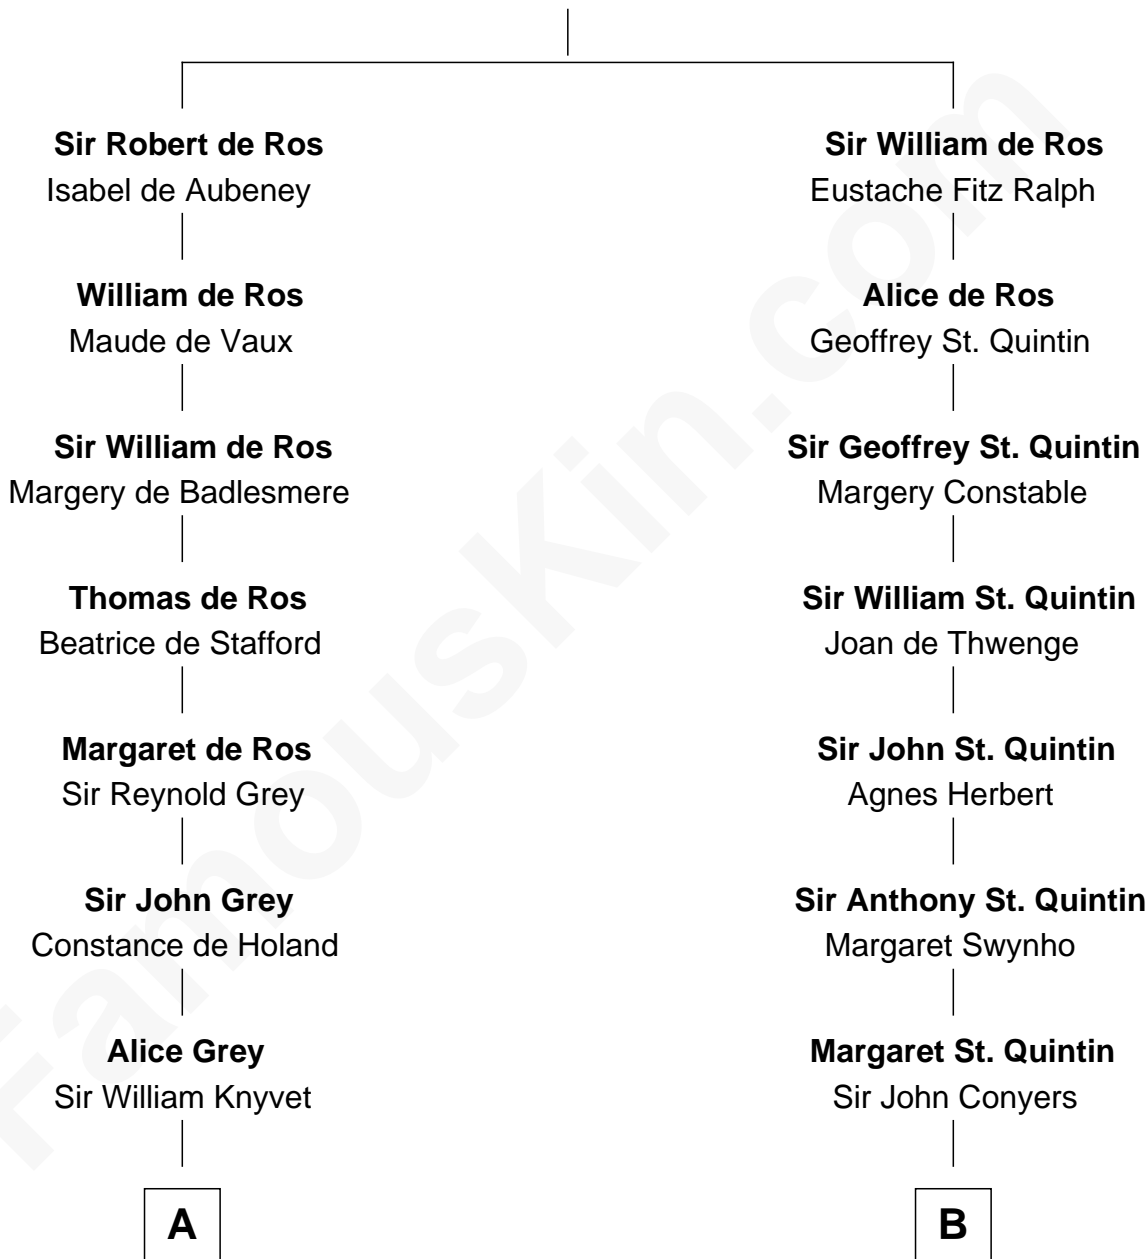 Sir Robert de Ros
Isabel de Aubeney
William de Ros
Maude de Vaux
Sir William de Ros
Margery de Badlesmere
Thomas de Ros
Beatrice de Stafford
Margaret de Ros
Sir Reynold Grey
Sir John Grey
Constance de Holand
Alice Grey
Sir William Knyvet
A
Sir William de Ros
Eustache Fitz Ralph
Alice de Ros
Geoffrey St. Quintin
Sir Geoffrey St. Quintin
Margery Constable
Sir William St. Quintin
Joan de Thwenge
Sir John St. Quintin
Agnes Herbert
Sir Anthony St. Quintin
Margaret Swynho
Margaret St. Quintin
Sir John Conyers
B
FamousKin.com